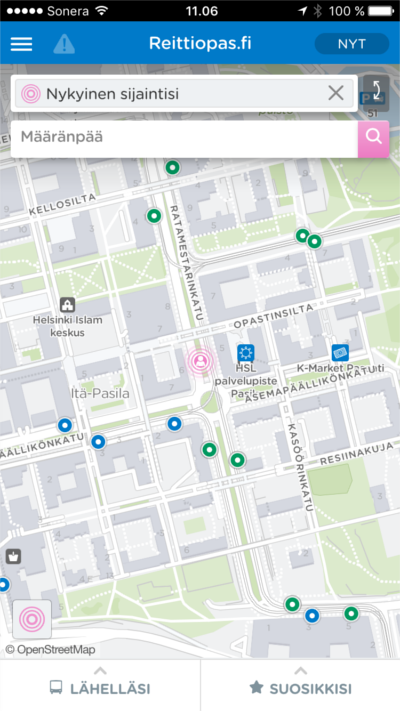 Sonera 11.06 100 %
Reittiopas.fi NYT
Nykyinen sijaintisi
Määränpää
KELLOSILTA
RATAMESTARINKATU
OPASTINSILTA
Helsinki Islam
keskus
HSL
palvelupiste
K-Market
Itä-Pasila
ASEMAPÄÄLLIKÖNKATU
ÄÄLLIKÖNKATU
KASÖÖRINKATU
RESIINAKUJA
© OpenStreetMap
LÄHELLÄSI SUOSIKKISI